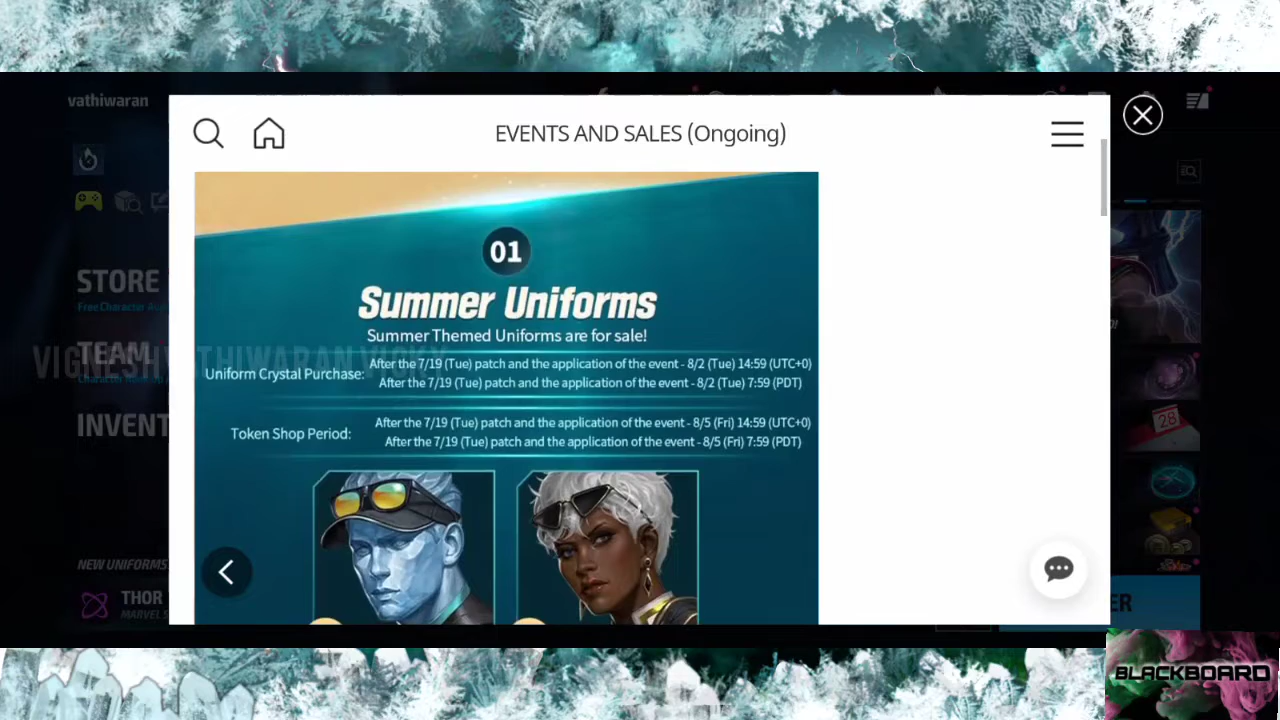 vathiwaran
EVENTS AND SALES (Ongoing)
01
Summer Uniforms
Summer Themed Uniforms are for sale!
Uniform Crystal Purchase:
After the 7/19 (Tue) patch and the application of the event - 8/2 (Tue) 14:59 (UTC+0)
After the 7/19 (Tue) patch and the application of the event - 8/2 (Tue) 7:59 (PDT)
Token Shop Period:
After the 7/19 (Tue) patch and the application of the event - 8/5 (Fri) 14:59 (UTC+0)
After the 7/19 (Tue) patch and the application of the event - 8/5 (Fri) 7:59 (PDT)
STORE
Free Character
TEAM
INVENT
NEW UNIFORMS
THOR
MARVEL S
28
ER
BLACKBOARD